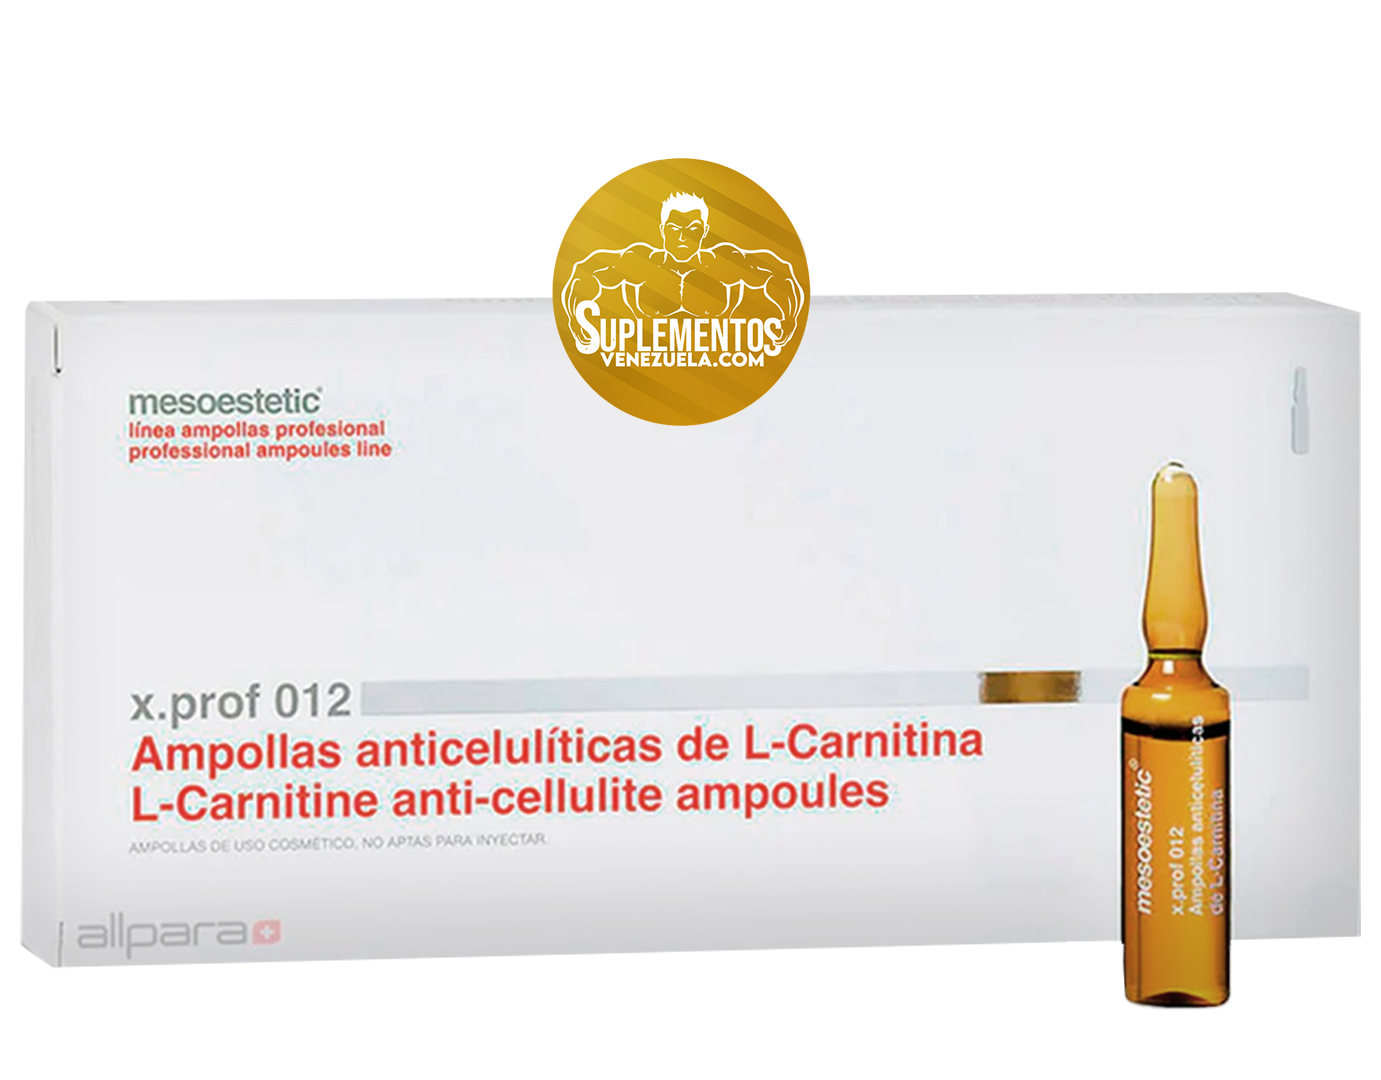 SUPLEMENTOS
VENEZUELA.COM
mesoestetic®
línea ampollas profesional
professional ampoules line
x.prof 012
Ampollas anticelulíticas de L-Carnitina
L-Carnitine anti-cellulite ampoules
AMPOLLAS DE USO COSMÉTICO, NO APTAS PARA INYECTAR.
allpara
mesoestetic®
x.prof 012
Ampollas anticelulíticas
de L-Carnitina